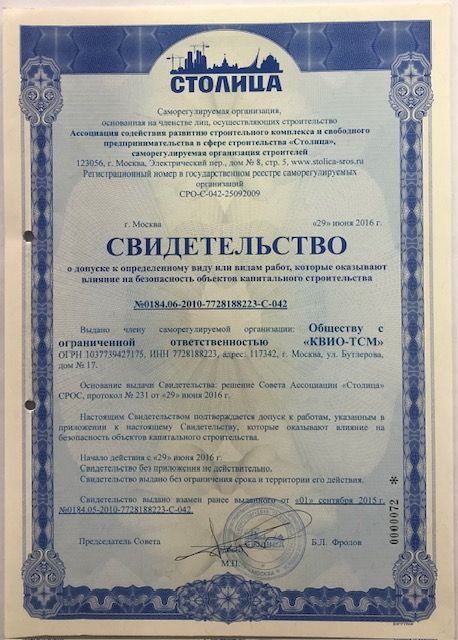 СТОЛИЦА
Саморегулируемая организация,
основанная на членстве лиц, осуществляющих строительство
Ассоциация содействия развитию строительного комплекса и свободного
предпринимательства в сфере строительства «Столица»,
саморегулируемая организация строителей
123056, г. Москва, Электрический пер., дом № 8, стр. 5, www.stolica-sros.ru
Регистрационный номер в государственном реестре саморегулируемых
организаций
СРО-С-042-25092009
г. Москва «29» июня 2016 г.
СВИДЕТЕЛЬСТВО
о допуске к определенному виду или видам работ, которые оказывают
влияние на безопасность объектов капитального строительства
№0184.06-2010-7728188223-С-042
Выдано члену саморегулируемой организации: Обществу с
ограниченной ответственностью «КВИО-ТСМ»
ОГРН 1037739427175, ИНН 7728188223, адрес: 117342, г. Москва, ул. Бутлерова,
дом № 17.
Основание выдачи Свидетельства: решение Совета Ассоциации «Столица»
СРОС, протокол № 231 от «29» июня 2016 г.
Настоящим Свидетельством подтверждается допуск к работам, указанным в
приложении к настоящему Свидетельству, которые оказывают влияние на
безопасность объектов капитального строительства.
Начало действия с «29» июня 2016 г.
Свидетельство без приложения не действительно.
Свидетельство выдано без ограничения срока и территории его действия.
Свидетельство выдано взамен ранее выданного от «01» сентября 2015 г.
№0184.05-2010-7728188223-С-042.
Председатель Совета Б.Л. Фролов
М.П.
0000072 *